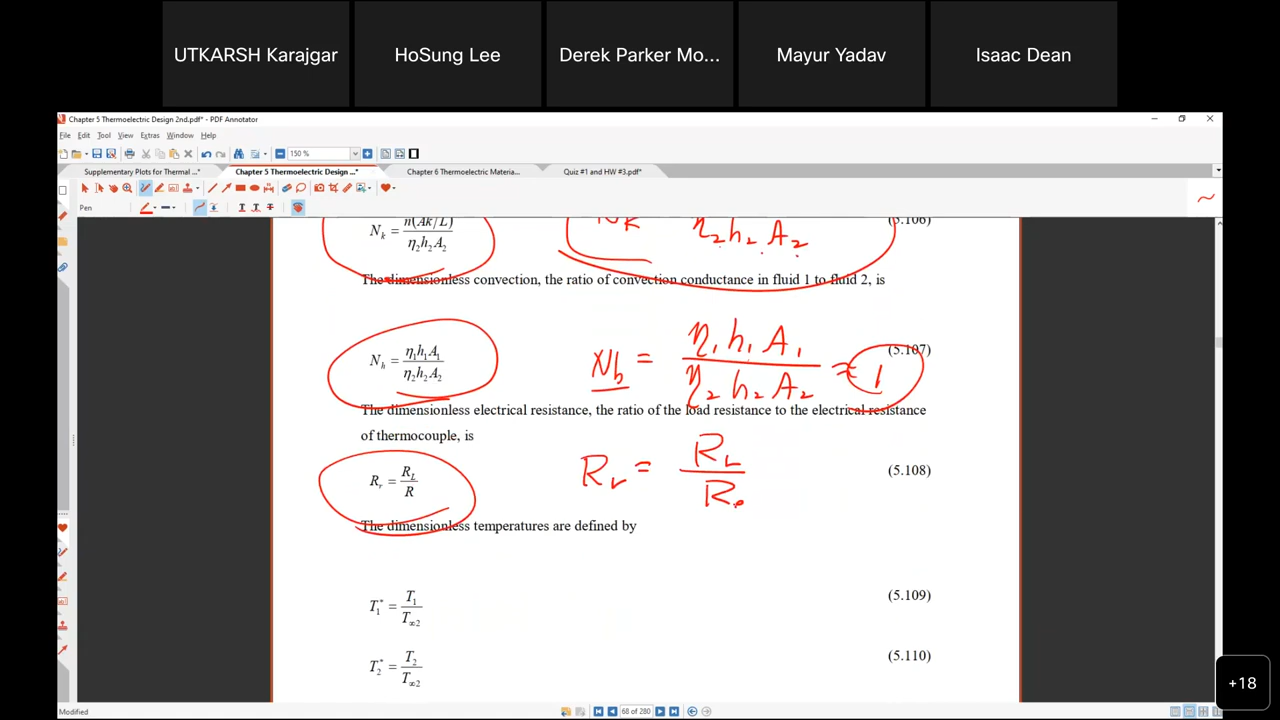 UTKARSH Karajgar HoSung Lee Derek Parker Mo... Mayur Yadav Isaac Dean
Chapter 5 Thermoelectric Design 2nd.pdf* - PDF Annotator
File Edit Tool View Extras Window Help
150 %
Supplementary Plots for Thermal ...* Chapter 5 Thermoelectric Design ...* Chapter 6 Thermoelectric Materia... Quiz #1 and HW #3.pdf*
Pen
N_k = n(Ak/L) / η₂h₂A₂ N_k η₂h₂A₂ (5.106)
The dimensionless convection, the ratio of convection conductance in fluid 1 to fluid 2, is
N_h = η₁h₁A₁ / η₂h₂A₂ N_h = η₁h₁A₁ / η₂h₂A₂ ≈ 1 (5.107)
The dimensionless electrical resistance, the ratio of the load resistance to the electrical resistance
of thermocouple, is
R_r = R_L / R R_r = R_L / R (5.108)
The dimensionless temperatures are defined by
T₁* = T₁ / T∞2 (5.109)
T₂* = T₂ / T∞2 (5.110)
Modified 68 of 280
+18